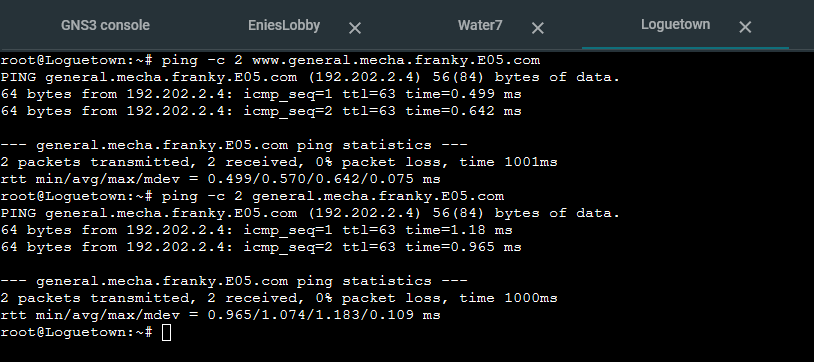 GNS3 console
EniesLobby
Water7
Loguetown
root@Loguetown:~# ping -c 2 www.general.mecha.franky.E05.com
PING general.mecha.franky.E05.com (192.202.2.4) 56(84) bytes of data.
64 bytes from 192.202.2.4: icmp_seq=1 ttl=63 time=0.499 ms
64 bytes from 192.202.2.4: icmp_seq=2 ttl=63 time=0.642 ms
--- general.mecha.franky.E05.com ping statistics ---
2 packets transmitted, 2 received, 0% packet loss, time 1001ms
rtt min/avg/max/mdev = 0.499/0.570/0.642/0.075 ms
root@Loguetown:~# ping -c 2 general.mecha.franky.E05.com
PING general.mecha.franky.E05.com (192.202.2.4) 56(84) bytes of data.
64 bytes from 192.202.2.4: icmp_seq=1 ttl=63 time=1.18 ms
64 bytes from 192.202.2.4: icmp_seq=2 ttl=63 time=0.965 ms
--- general.mecha.franky.E05.com ping statistics ---
2 packets transmitted, 2 received, 0% packet loss, time 1000ms
rtt min/avg/max/mdev = 0.965/1.074/1.183/0.109 ms
root@Loguetown:~#